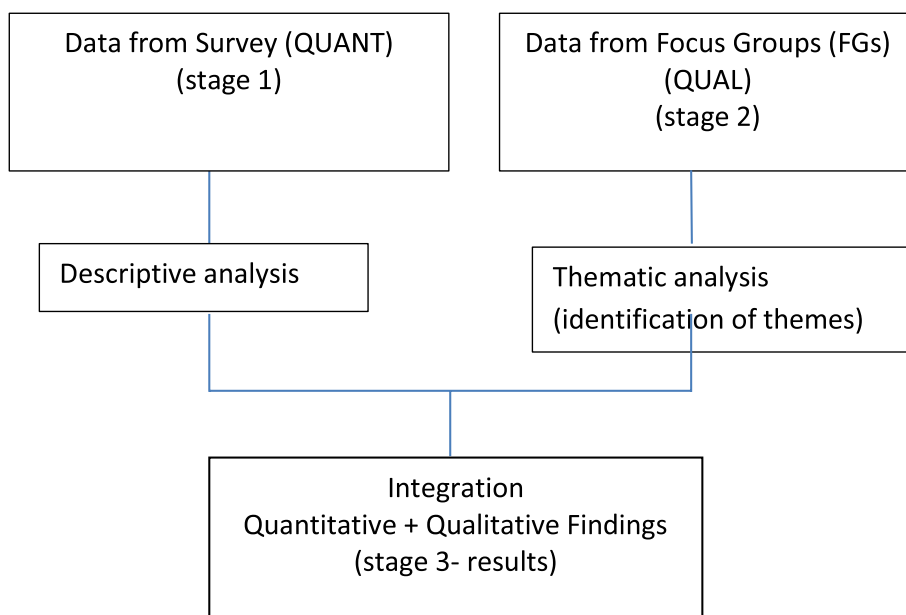 Data from Survey (QUANT)
(stage 1)
Data from Focus Groups (FGs)
(QUAL)
(stage 2)
Descriptive analysis
Thematic analysis
(identification of themes)
Integration
Quantitative + Qualitative Findings
(stage 3- results)